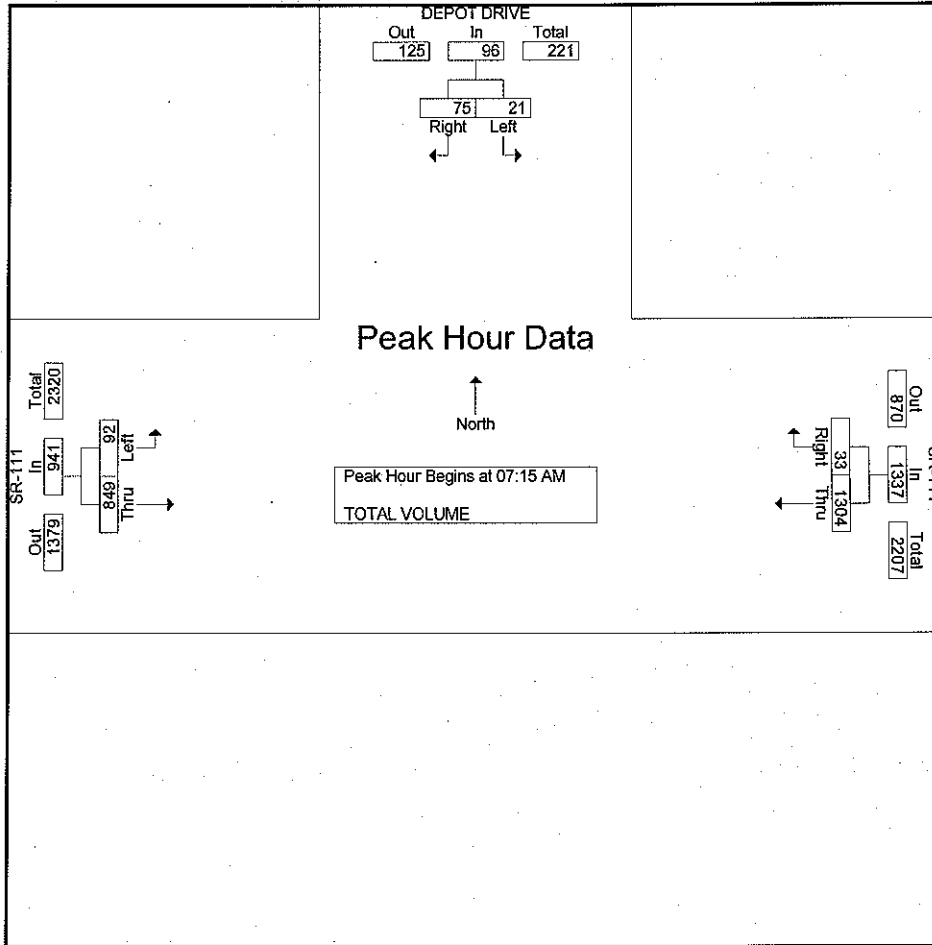 DEPOT DRIVE
Out In Total
125 96 221
75 21
Right Left
Peak Hour Data
North
Peak Hour Begins at 07:15 AM
TOTAL VOLUME
SR-111
Out In Total
1379 941 2320
92 849
Left Thru
Out In Total
870 1337 2207
Right Thru
33 1304